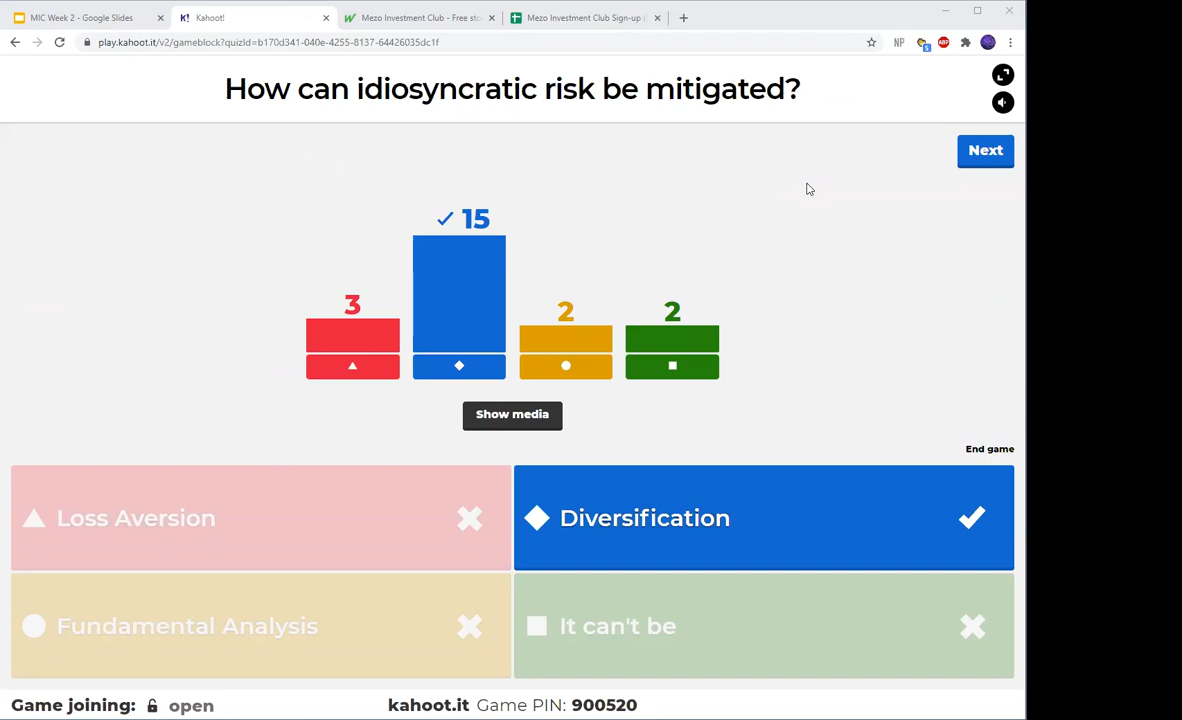 MIC Week 2 - Google Slides
Kahoot!
Mezo Investment Club - Free sto
Mezo Investment Club Sign-up (
play.kahoot.it/v2/gameblock?quizId=b170d341-040e-4255-8137-64426035dc1f
NP
5
ABP
How can idiosyncratic risk be mitigated?
Next
15
3
2
2
Show media
End game
Loss Aversion
Diversification
Fundamental Analysis
It can't be
Game joining: open
kahoot.it Game PIN: 900520